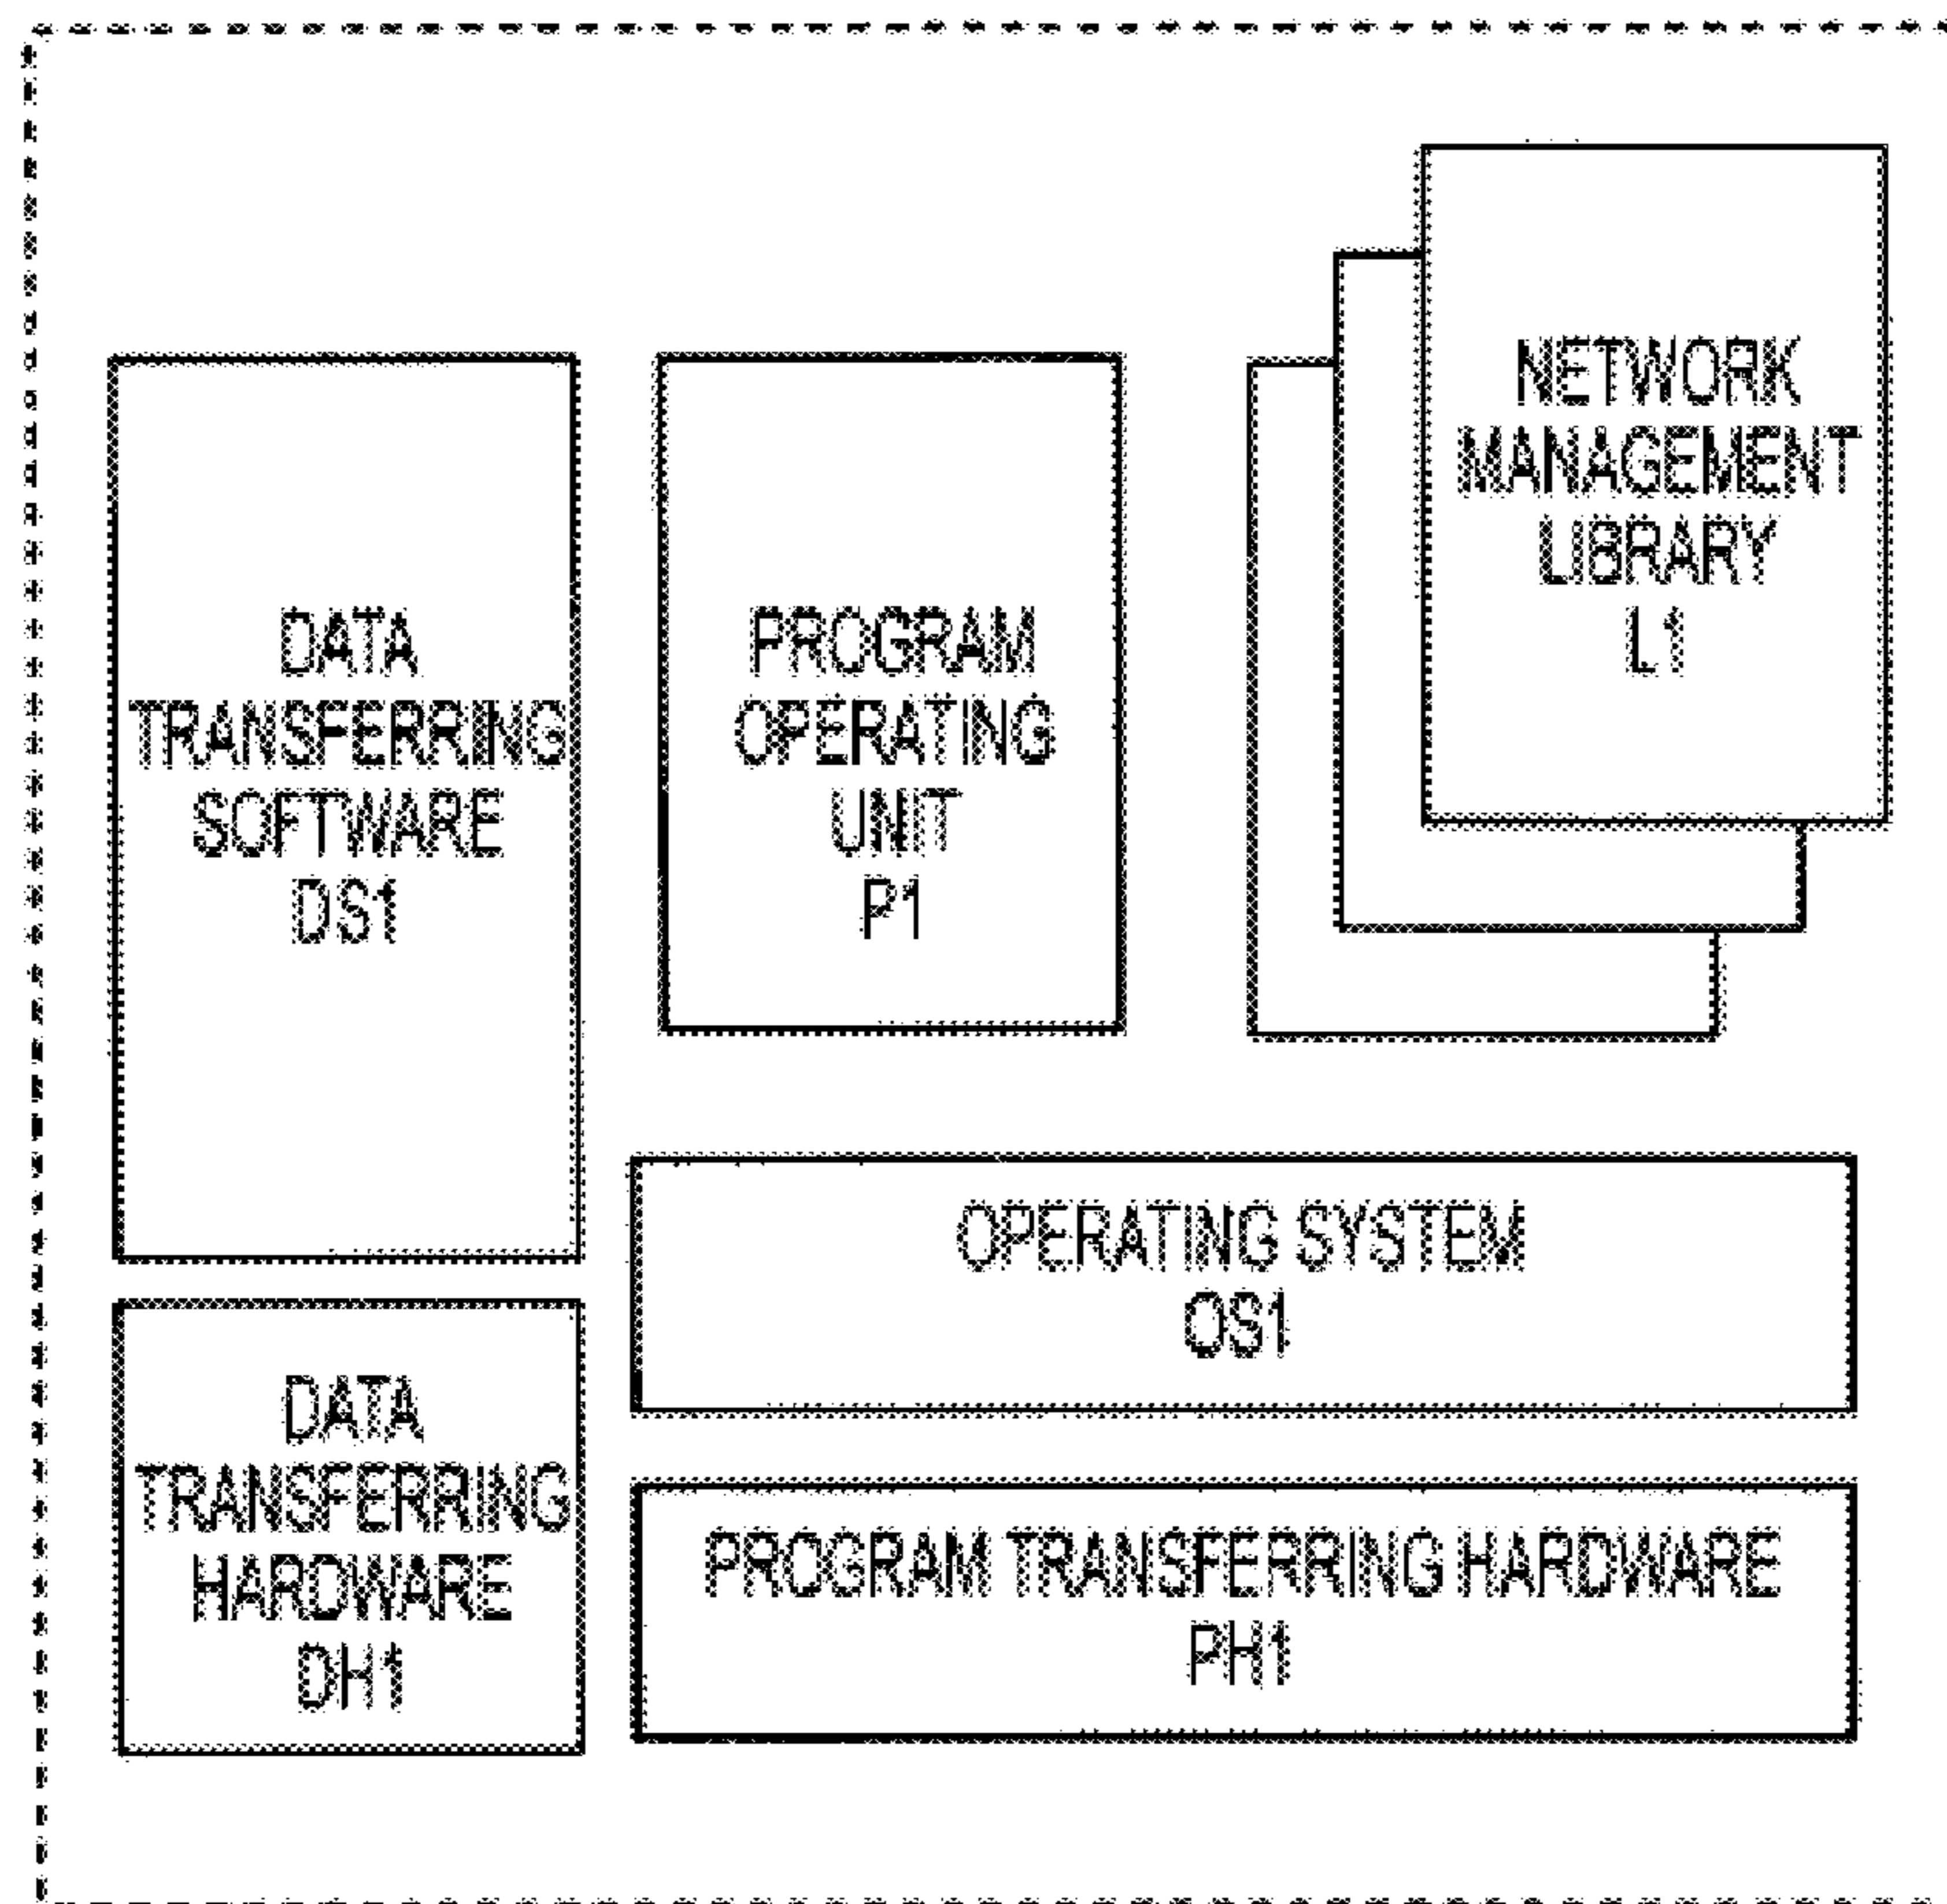 NETWORK
MANAGEMENT
LIBRARY
L1
DATA
TRANSFERRING
SOFTWARE
DS1
PROGRAM
OPERATING
UNIT
P1
OPERATING SYSTEM
OS1
DATA
TRANSFERRING
HARDWARE
DH1
PROGRAM TRANSFERRING HARDWARE
PH1